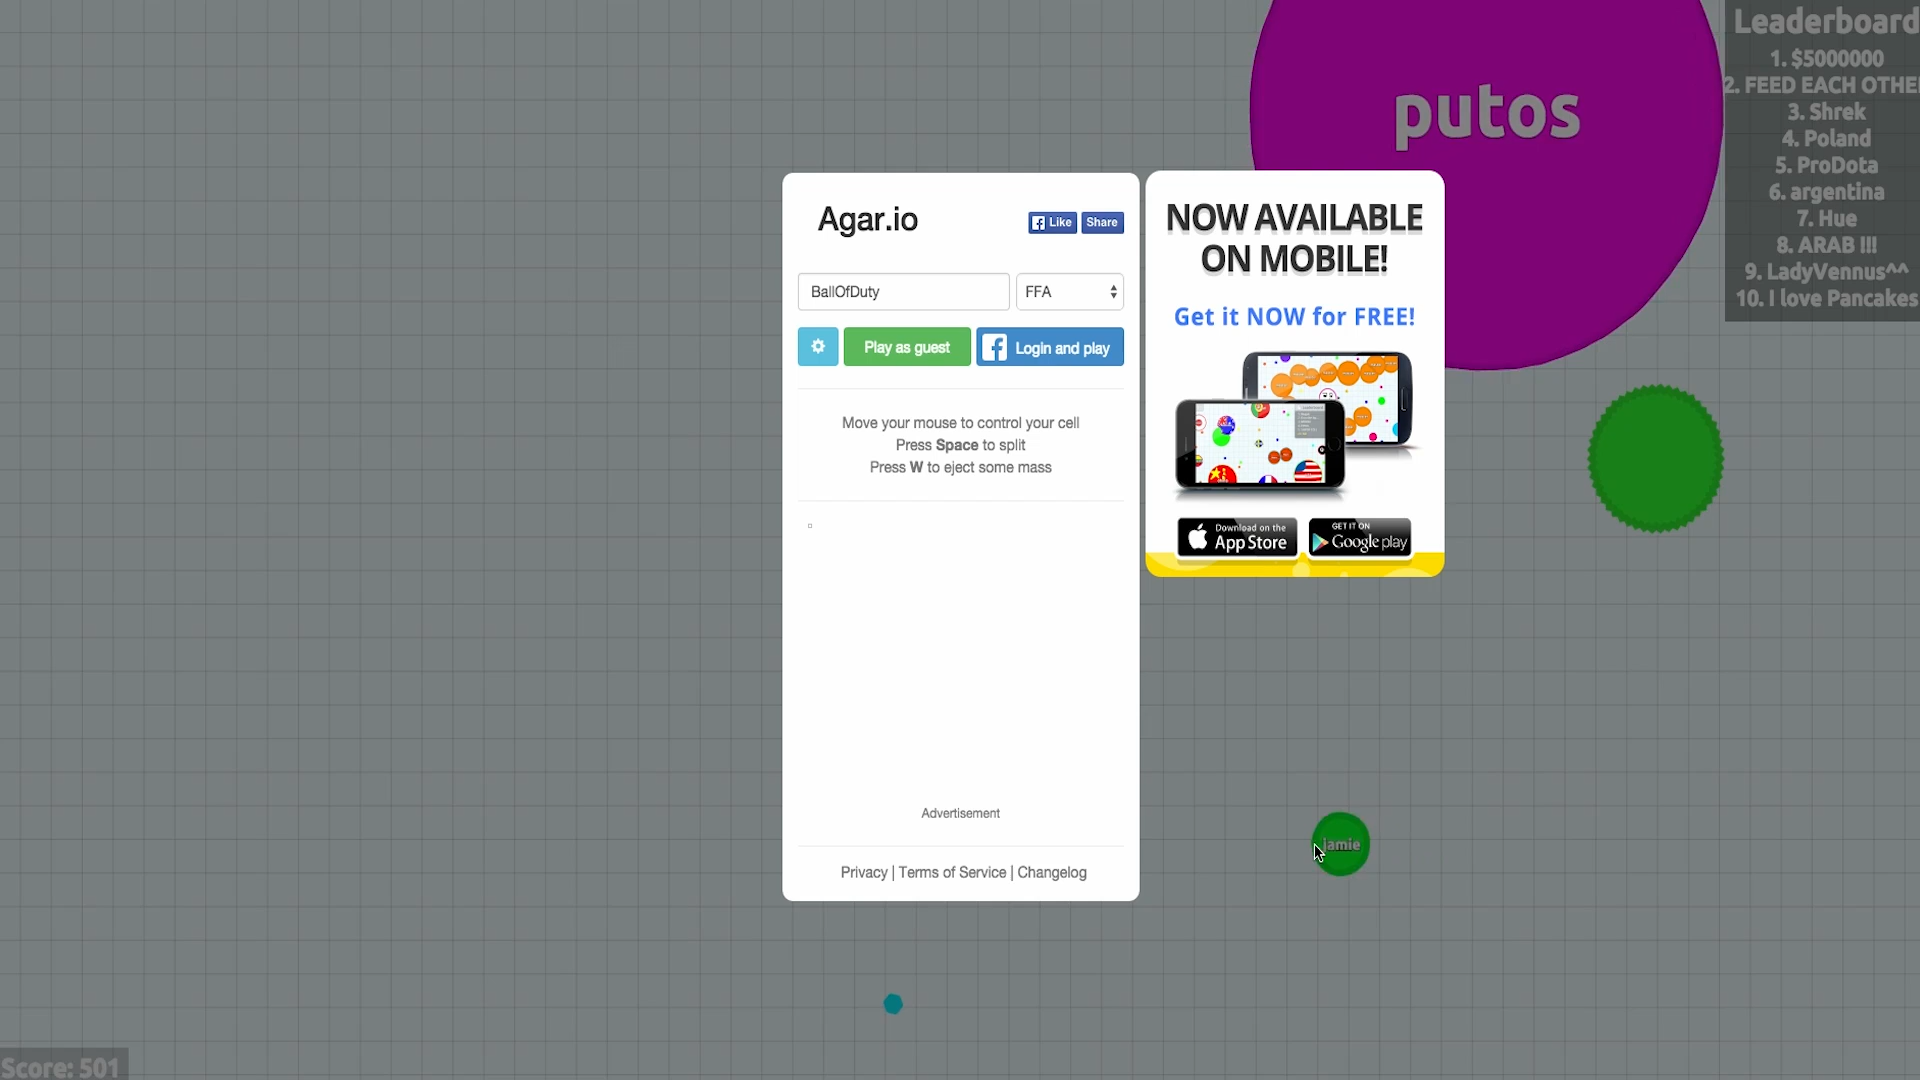 Leaderboard
1. $5000000
2. FEED EACH OTHE
3. Shrek
4. Poland
5. ProDota
6. argentina
7. Hue
8. ARAB !!!
9. LadyVennus^^
10. I love Pancakes
putos
Agar.io
Like
Share
BallOfDuty
FFA
Play as guest
Login and play
Move your mouse to control your cell
Press Space to split
Press W to eject some mass
Advertisement
Privacy | Terms of Service | Changelog
NOW AVAILABLE
ON MOBILE!
Get it NOW for FREE!
Download on the
App Store
GET IT ON
Google play
jamie
Score: 501